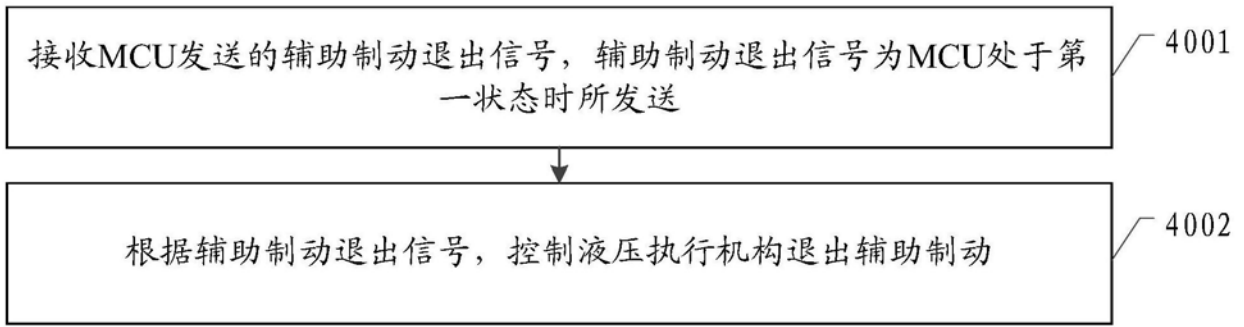 接收MCU发送的辅助制动退出信号，辅助制动退出信号为MCU处于第
一状态时所发送
4001
根据辅助制动退出信号，控制液压执行机构退出辅助制动
4002